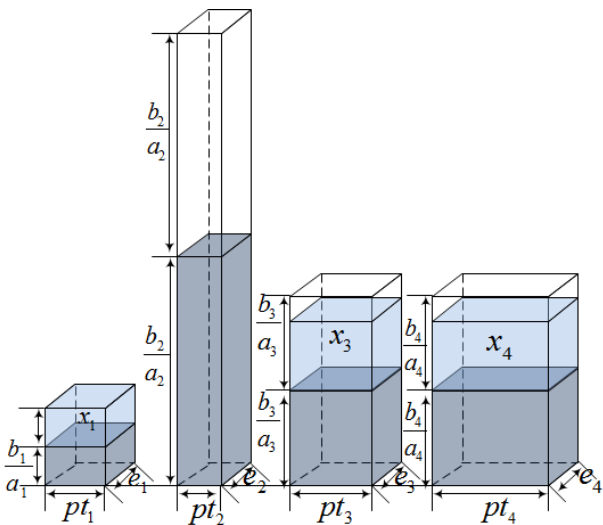 b₂/a₂
b₂/a₂
b₁/a₁
x₁
b₃/a₃
x₃
b₃/a₃
b₄/a₄
x₄
b₄/a₄
e₁
e₂
e₃
e₄
pt₁
pt₂
pt₃
pt₄